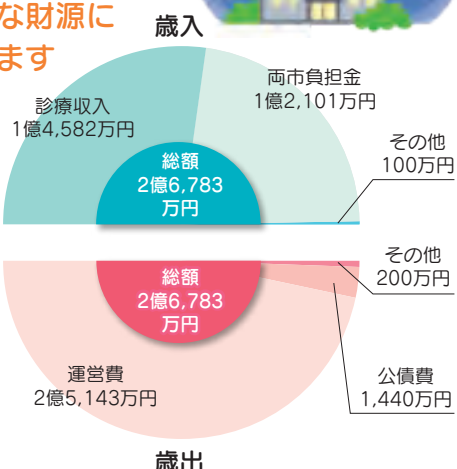 な財源に
ます
歳入
診療収入
1億4,582万円
両市負担金
1億2,101万円
その他
100万円
総額
2億6,783
万円
総額
2億6,783
万円
その他
200万円
運営費
2億5,143万円
公債費
1,440万円
歳出